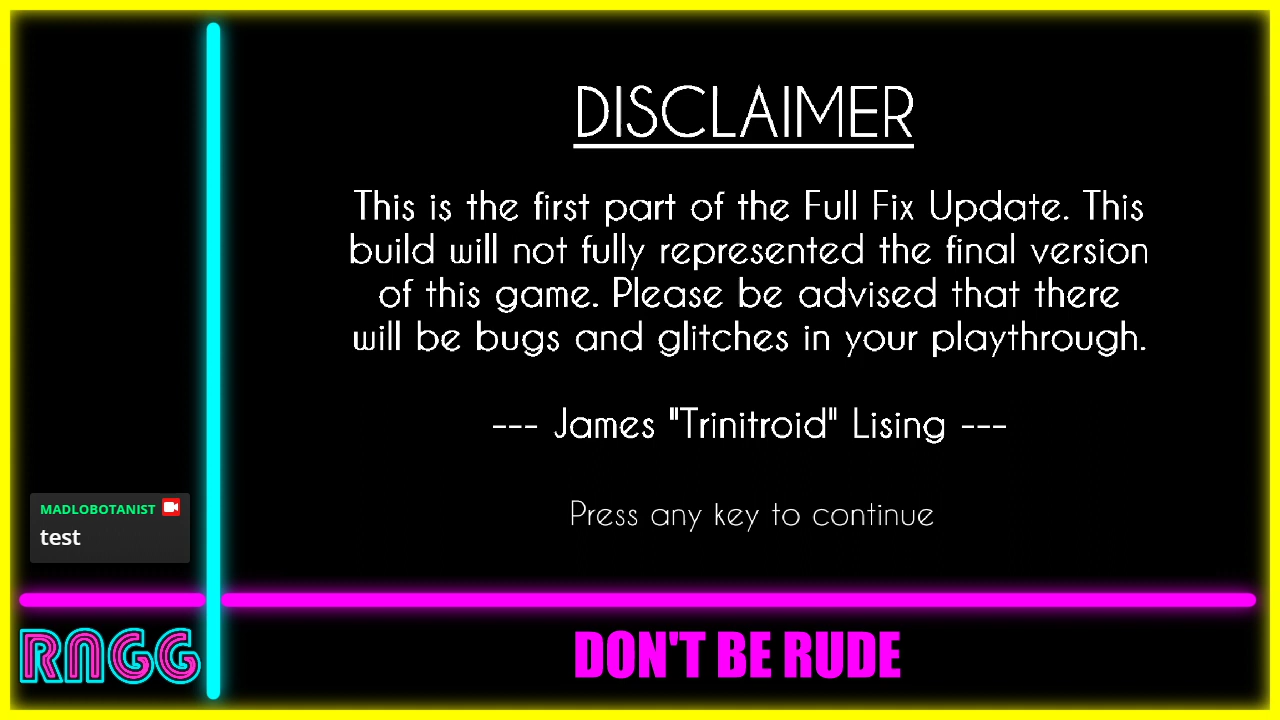 DISCLAIMER
This is the first part of the Full Fix Update. This
build will not fully represented the final version
of this game. Please be advised that there
will be bugs and glitches in your playthrough.
--- James "Trinitroid" Lising ---
Press any key to continue
MADLOBOTANIST
test
RNGG
DON'T BE RUDE